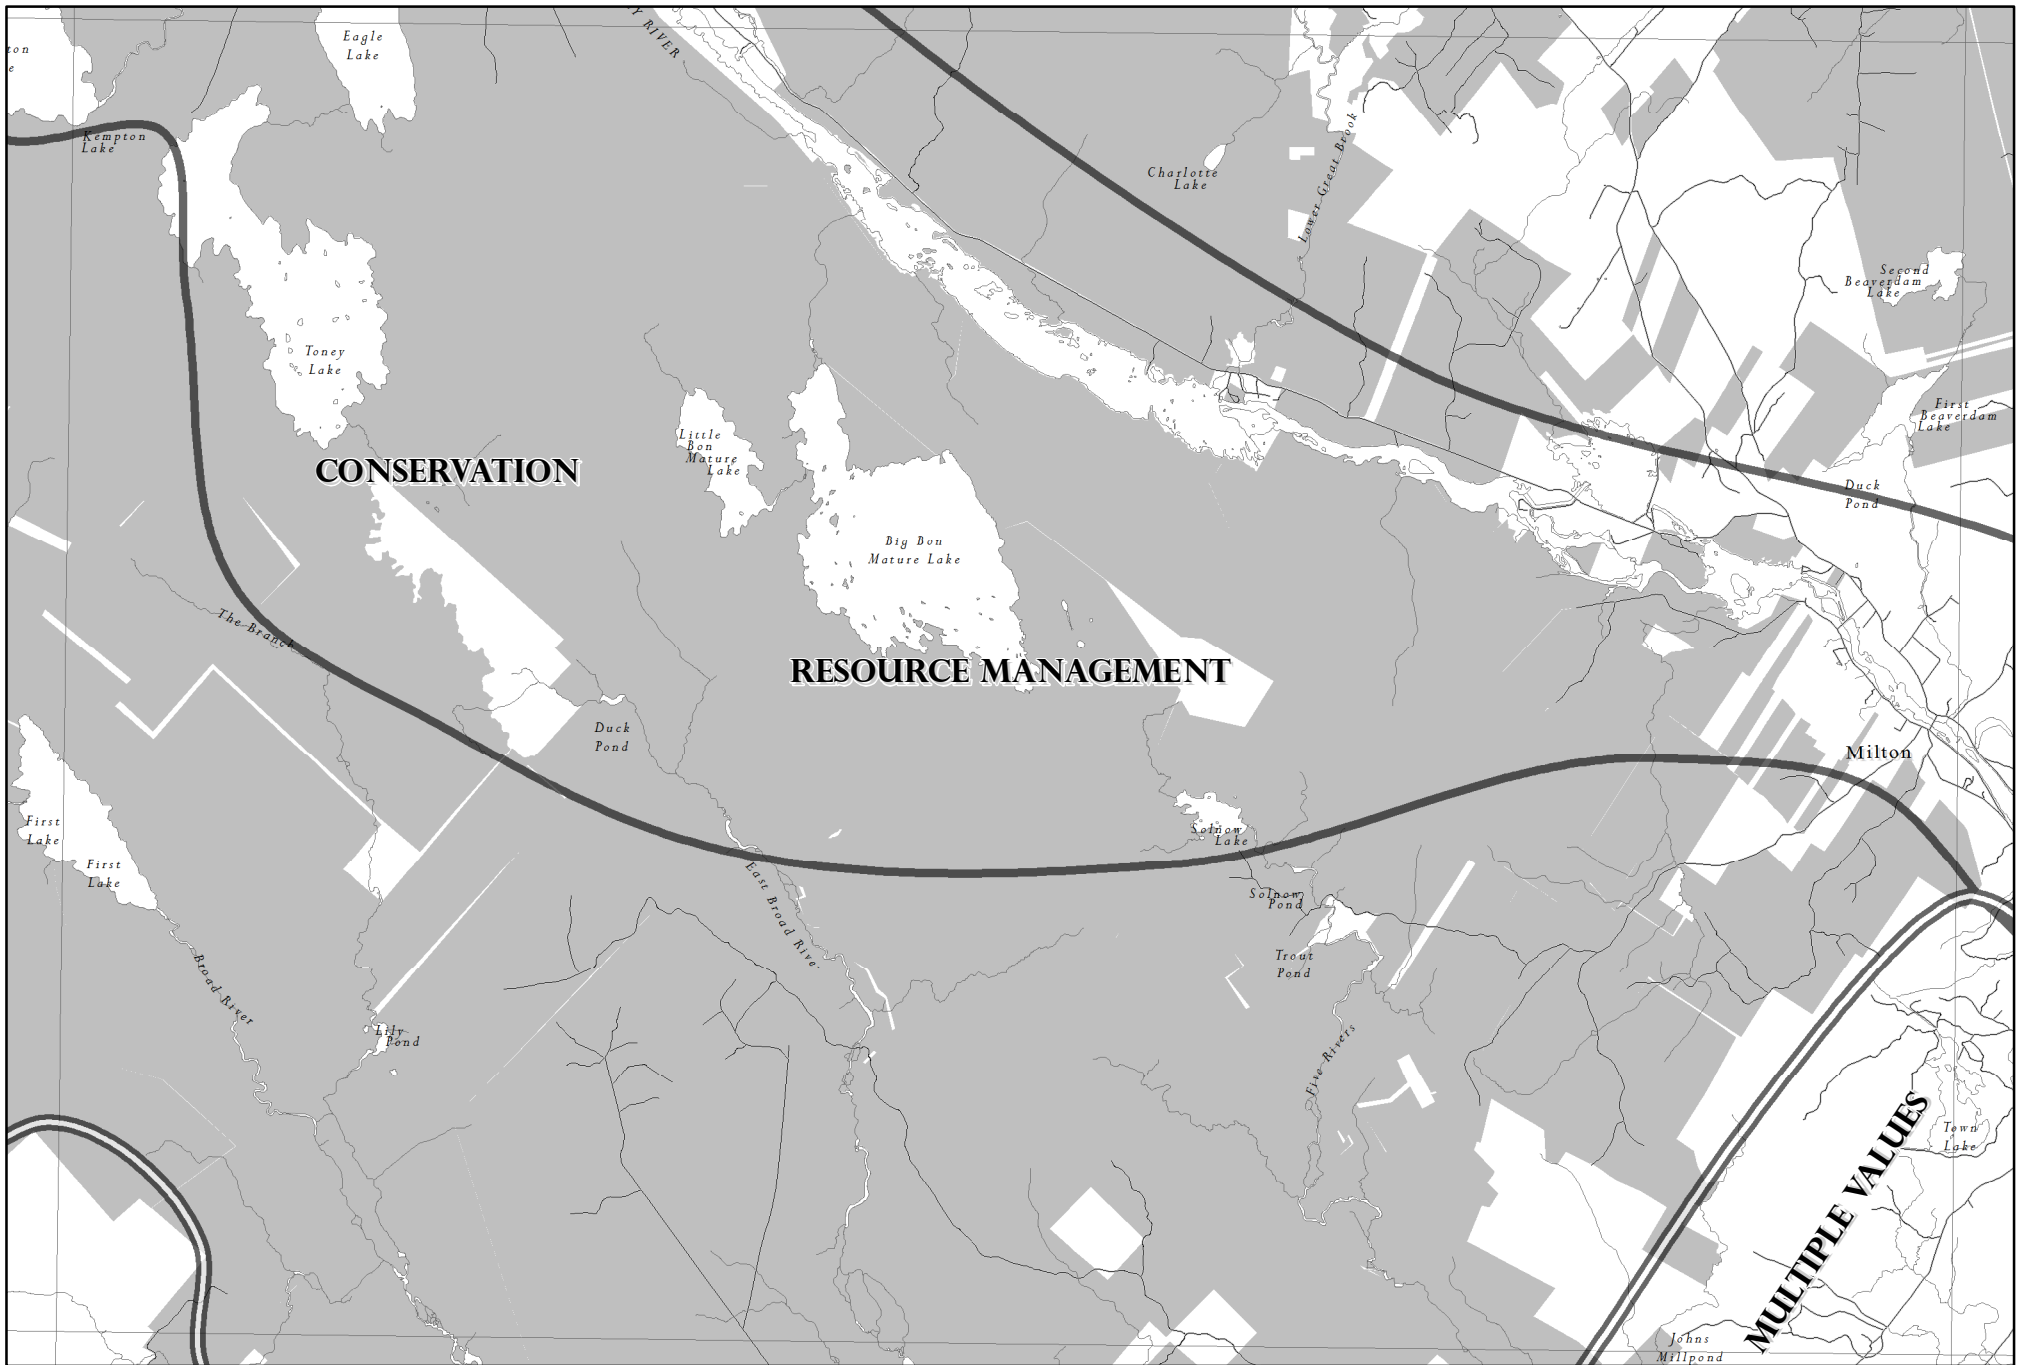 Eagle
Lake
Y RIVER
Kempton
Lake
Charlotte
Lake
Lower Great Brook
Second
Beaverdam
Lake
Toney
Lake
First
Beaverdam
Lake
Little
Bon
Mature
Lake
CONSERVATION
Duck
Pond
Big Bon
Mature Lake
The Branch
RESOURCE MANAGEMENT
Duck
Pond
Milton
First
Lake
First
Lake
Solnow
Lake
East Broad River
Solnow
Pond
Trout
Pond
Broad River
Lily
Pond
Five Rivers
MULTIPLE VALUES
Town
Lake
Johns
Millpond